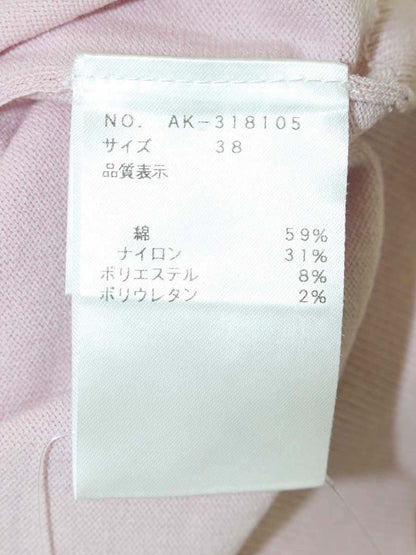 NO. AK-318105
サイズ 38
品質表示
綿 59%
ナイロン 31%
ポリエステル 8%
ポリウレタン 2%